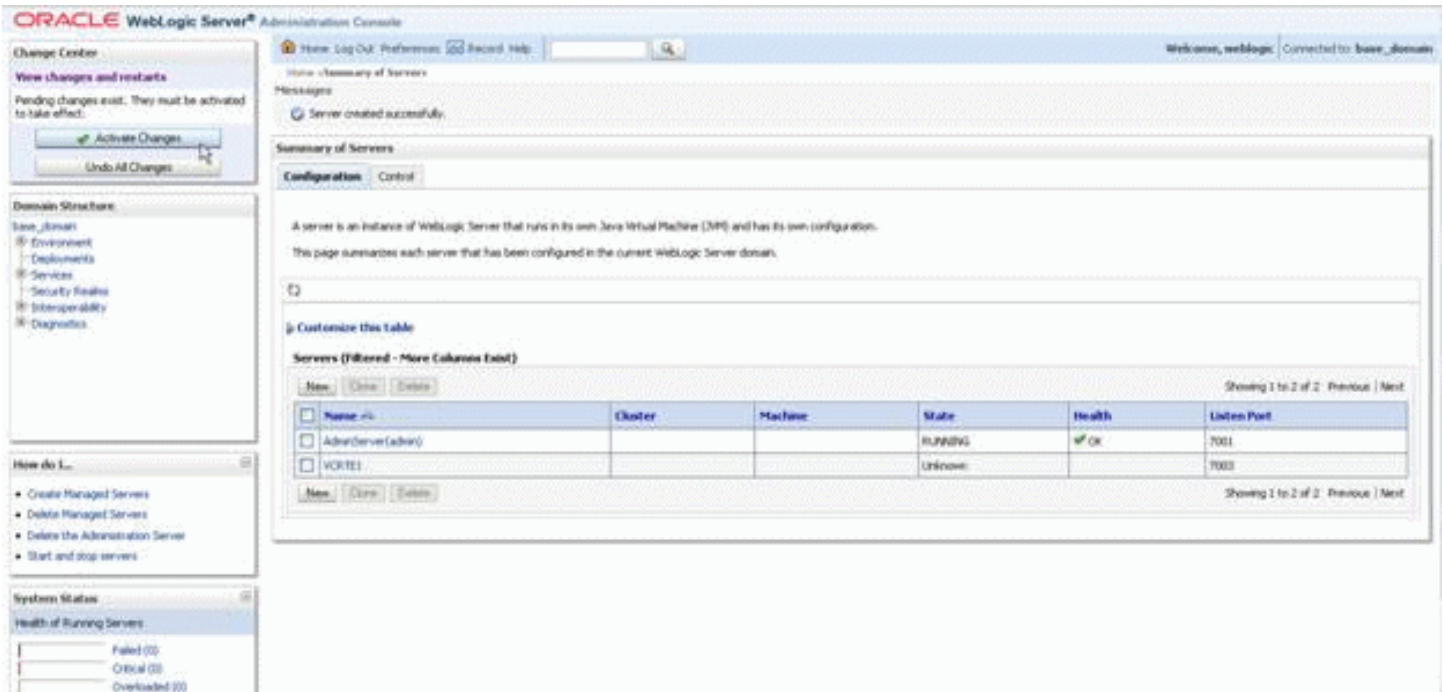 ORACLE WebLogic Server® Administration Console
Change Center
View changes and restarts
Pending changes exist. They must be activated
to take effect.
Activate Changes
Undo All Changes
Domain Structure
base_domain
Environment
Deployments
Services
Security Realms
Interoperability
Diagnostics
How do I...
Create Managed Servers
Delete Managed Servers
Delete the Administration Server
Start and stop servers
System Status
Health of Running Servers
Failed (0)
Critical (0)
Overloaded (0)
Home Log Out Preferences Record Help
Welcome, weblogic Connected to: base_domain
Home >Summary of Servers
Messages
Server created successfully.
Summary of Servers
Configuration Control
A server is an instance of WebLogic Server that runs in its own Java Virtual Machine (JVM) and has its own configuration.
This page summarizes each server that has been configured in the current WebLogic Server domain.
Customize this table
Servers (Filtered - More Columns Exist)
New Clone Delete Showing 1 to 2 of 2 Previous | Next
Name Cluster Machine State Health Listen Port
AdminServer(admin) RUNNING OK 7001
VCRTE1 Unknown 7003
New Clone Delete Showing 1 to 2 of 2 Previous | Next